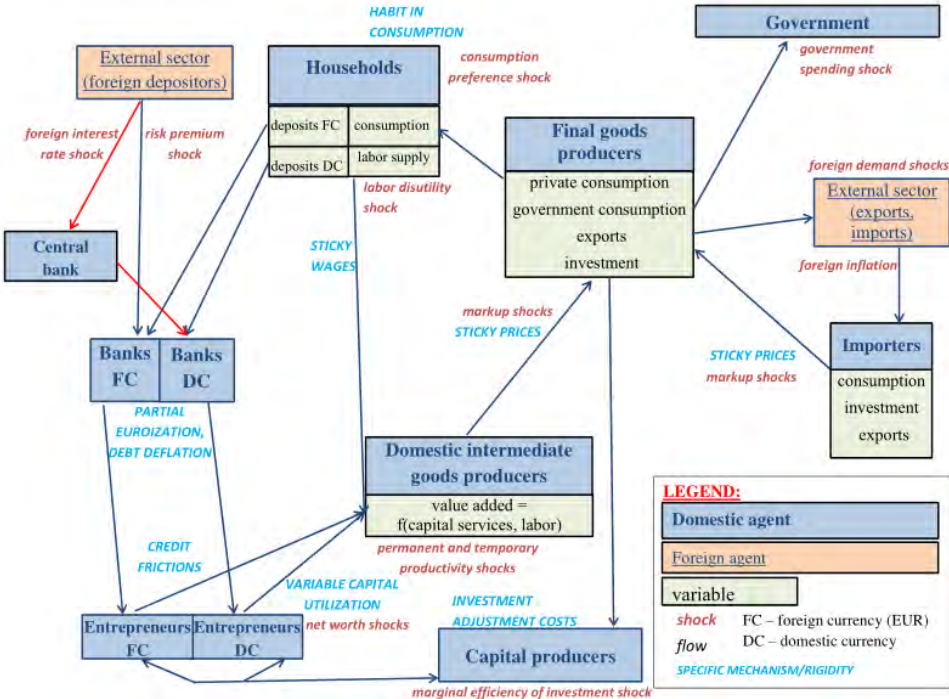 HABIT IN
CONSUMPTION
External sector
(foreign depositors)
foreign interest
rate shock
risk premium
shock
Households
consumption
preference shock
deposits FC
consumption
deposits DC
labor supply
labor disutility
shock
Government
government
spending shock
Final goods
producers
private consumption
government consumption
exports
investment
foreign demand shocks
External sector
(exports,
imports)
foreign inflation
Central
bank
STICKY
WAGES
markup shocks
STICKY PRICES
STICKY PRICES
markup shocks
Importers
consumption
investment
exports
Banks
FC
Banks
DC
PARTIAL
EUROIZATION,
DEBT DEFLATION
Domestic intermediate
goods producers
value added =
f(capital services, labor)
permanent and temporary
productivity shocks
CREDIT
FRICTIONS
VARIABLE CAPITAL
UTILIZATION
net worth shocks
INVESTMENT
ADJUSTMENT COSTS
Entrepreneurs
FC
Entrepreneurs
DC
Capital producers
marginal efficiency of investment shock
LEGEND:
Domestic agent
Foreign agent
variable
shock
FC – foreign currency (EUR)
flow
DC – domestic currency
SPECIFIC MECHANISM/RIGIDITY